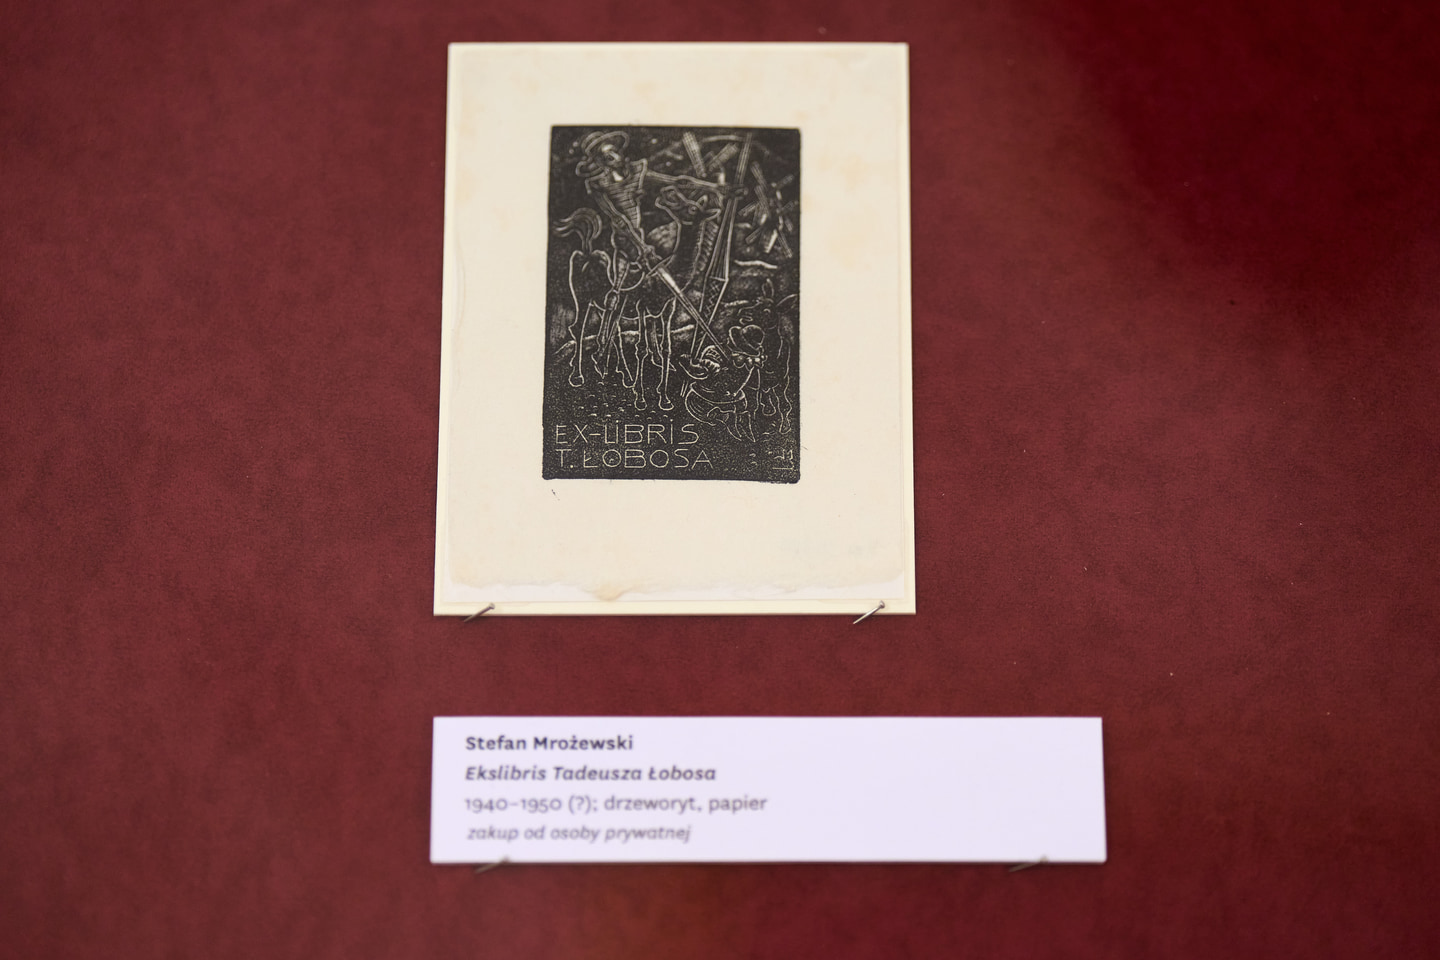 EX-LIBRIS
T. ŁOBOSA
Stefan Mrożewski
Ekslibris Tadeusza Łobosa
1940–1950 (?); drzeworyt, papier
zakup od osoby prywatnej